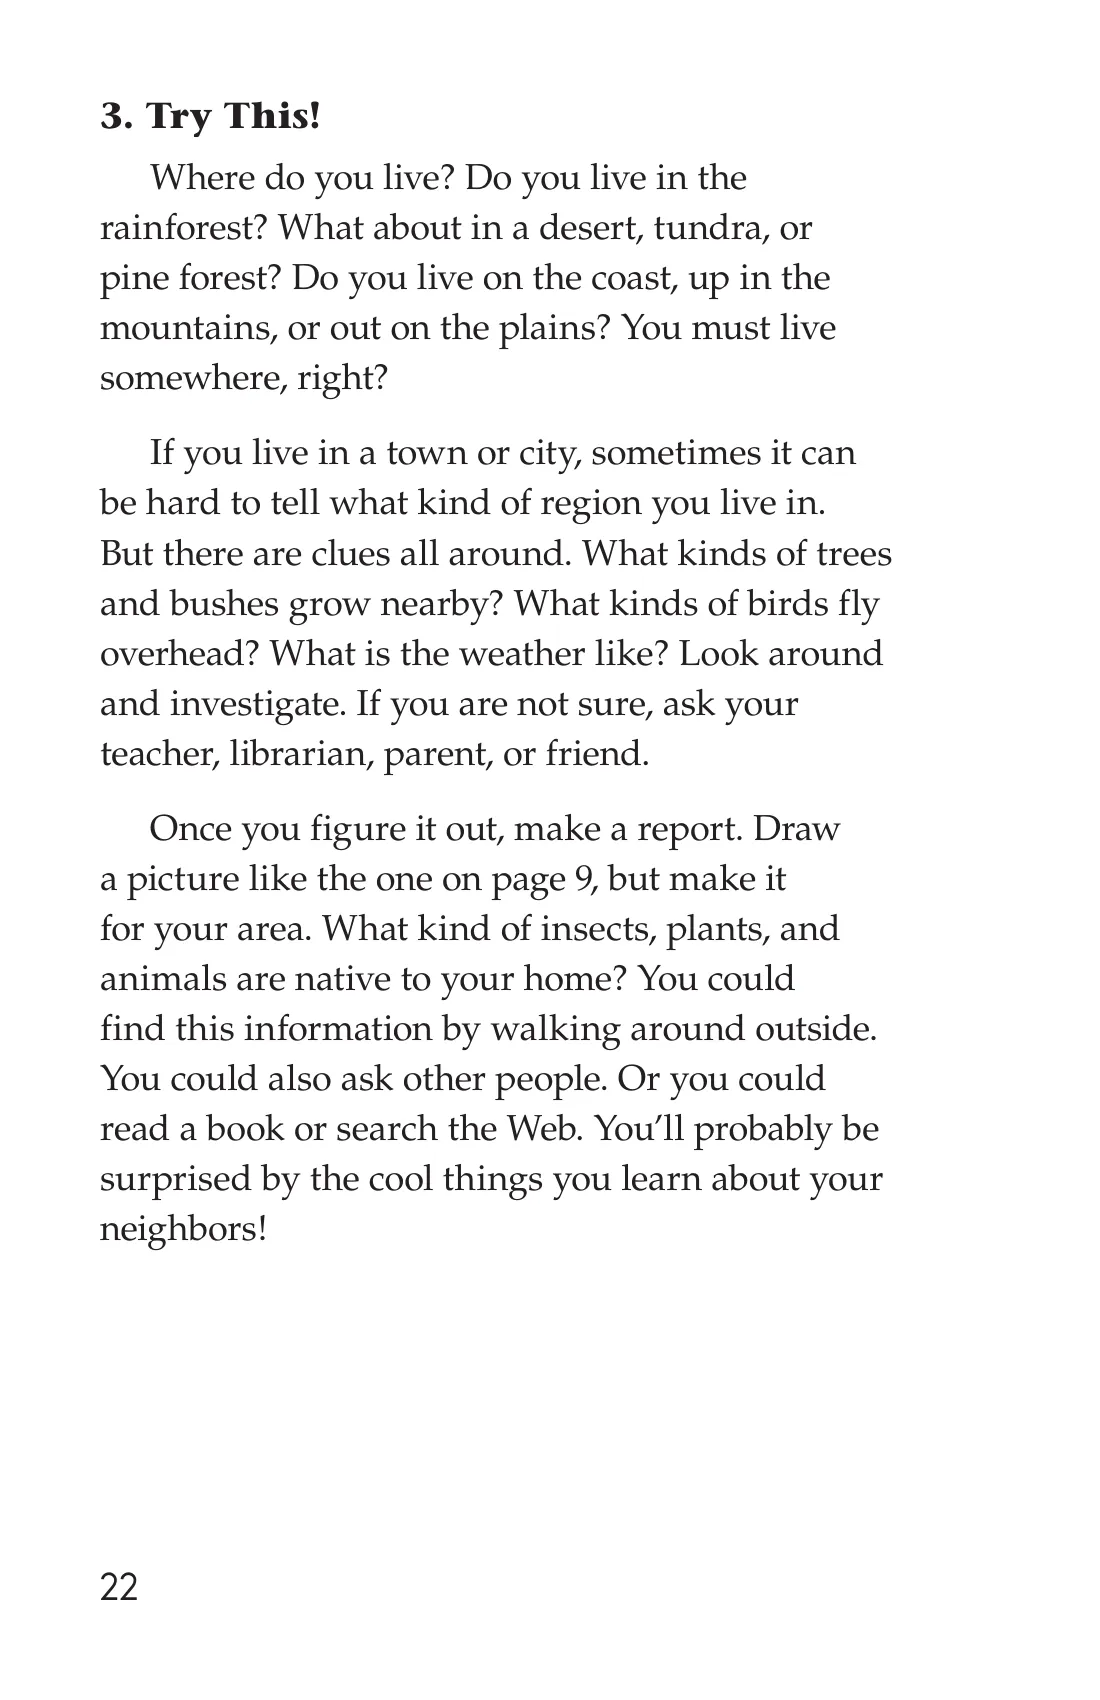 3. Try This!
Where do you live? Do you live in the
rainforest? What about in a desert, tundra, or
pine forest? Do you live on the coast, up in the
mountains, or out on the plains? You must live
somewhere, right?
If you live in a town or city, sometimes it can
be hard to tell what kind of region you live in.
But there are clues all around. What kinds of trees
and bushes grow nearby? What kinds of birds fly
overhead? What is the weather like? Look around
and investigate. If you are not sure, ask your
teacher, librarian, parent, or friend.
Once you figure it out, make a report. Draw
a picture like the one on page 9, but make it
for your area. What kind of insects, plants, and
animals are native to your home? You could
find this information by walking around outside.
You could also ask other people. Or you could
read a book or search the Web. You’ll probably be
surprised by the cool things you learn about your
neighbors!
22